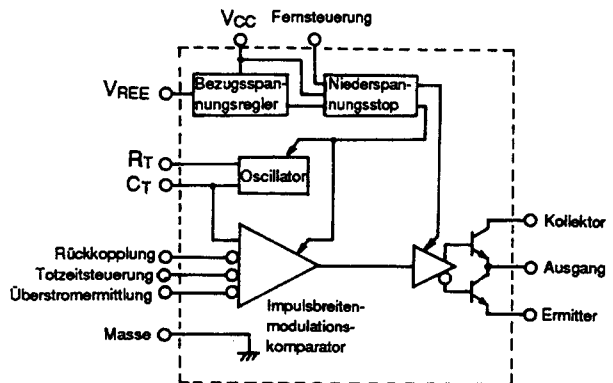 VCC
Fernsteuerung
VREE
Bezugsspan-
nungsregler
Niederspan-
nungsstop
RT
CT
Oscillator
Rückkopplung
Totzeitsteuerung
Überstromermittlung
Masse
Impulsbreiten-
modulations-
komparator
Kollektor
Ausgang
Ermitter